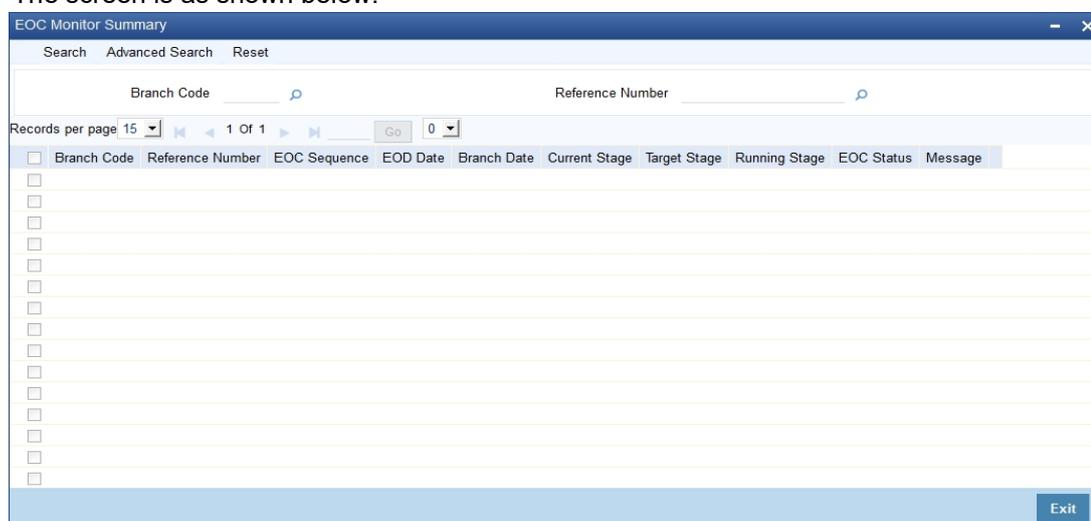 The screen is as shown below:
EOC Monitor Summary
Search Advanced Search Reset
Branch Code Reference Number
Records per page 15 1 Of 1 Go 0
Branch Code Reference Number EOC Sequence EOD Date Branch Date Current Stage Target Stage Running Stage EOC Status Message
Exit